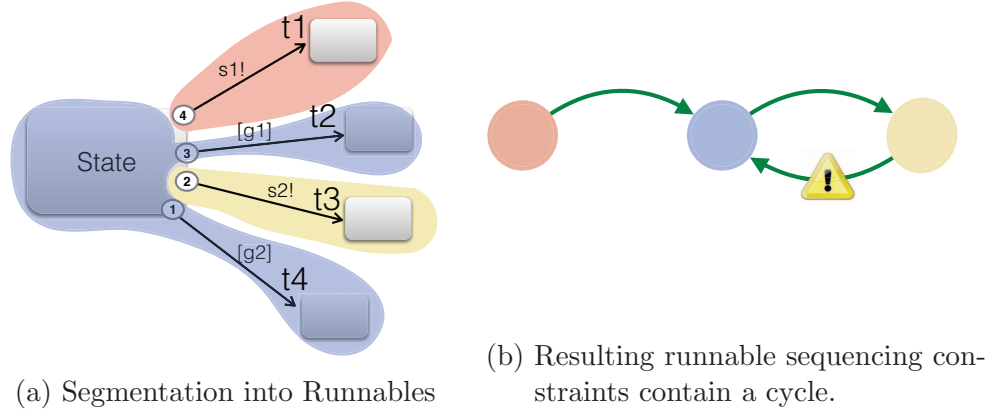 t1
s1!
4
t2
[g1]
3
State
2
s2!
t3
1
[g2]
t4
!
(a) Segmentation into Runnables
(b) Resulting runnable sequencing con-
straints contain a cycle.